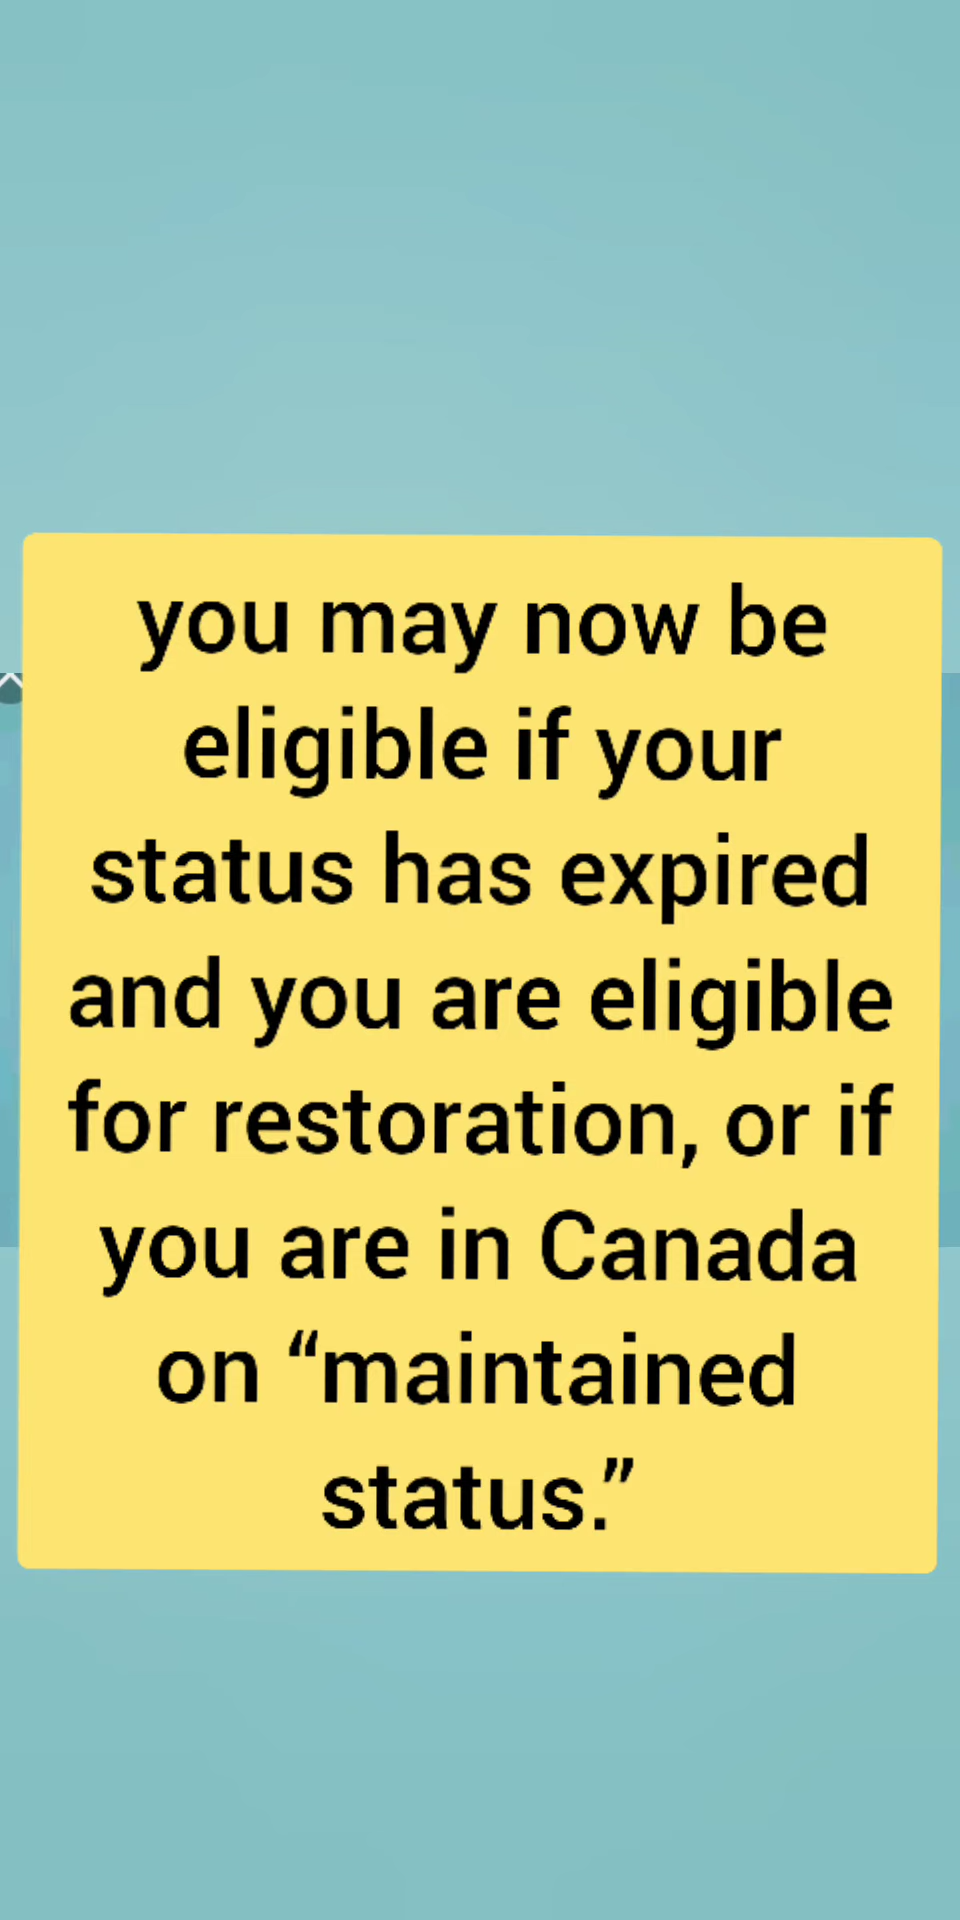 you may now be
eligible if your
status has expired
and you are eligible
for restoration, or if
you are in Canada
on “maintained
status.”